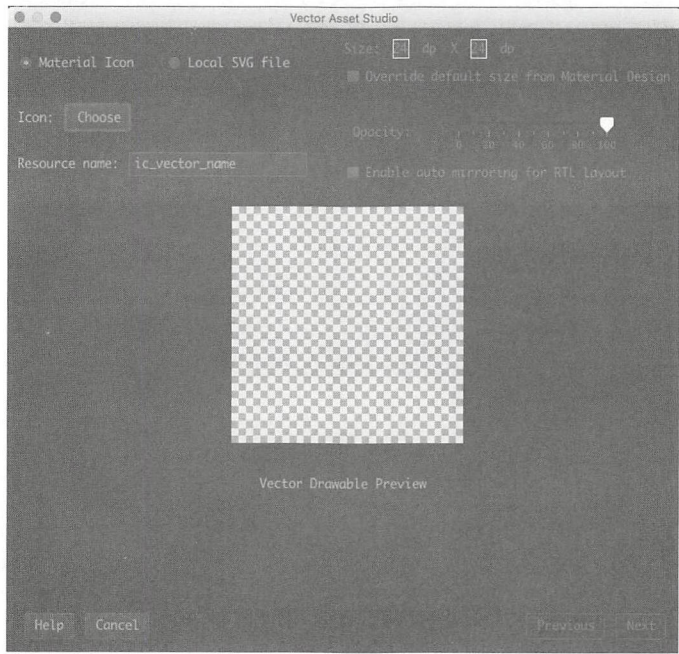 Vector Asset Studio
Material Icon
Local SVG file
Size: 24 dp X 24 dp
Override default size from Material Design
Icon: Choose
Opacity:
0 20 40 60 80 100
Resource name: ic_vector_name
Enable auto mirroring for RTL layout
Vector Drawable Preview
Help
Cancel
Previous
Next